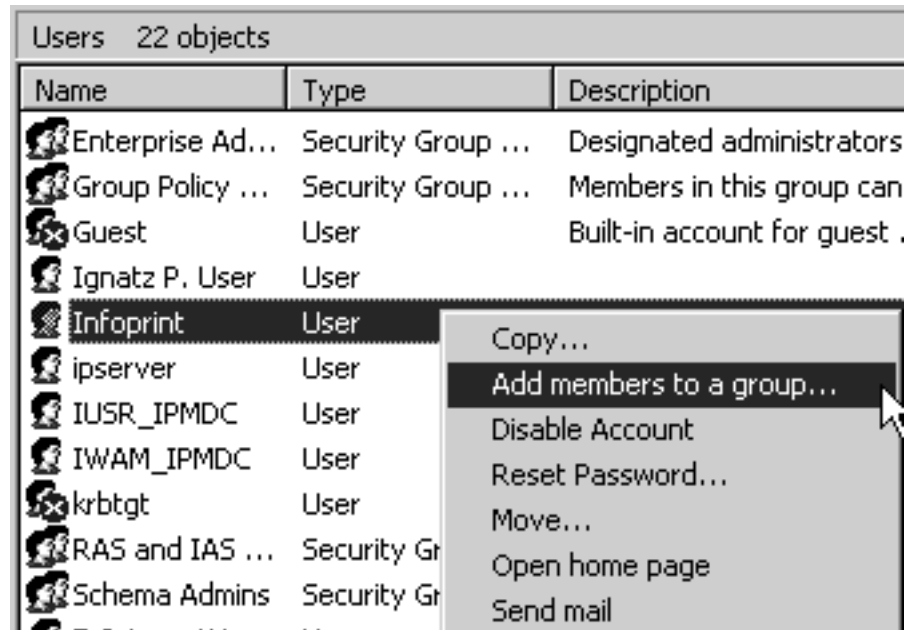 Users 22 objects
Name Type Description
Enterprise Ad... Security Group ... Designated administrators
Group Policy ... Security Group ... Members in this group can
Guest User Built-in account for guest .
Ignatz P. User User
Infoprint User
ipserver User
IUSR_IPMDC User
IWAM_IPMDC User
krbtgt User
RAS and IAS ... Security Gr
Schema Admins Security Gr
Copy...
Add members to a group...
Disable Account
Reset Password...
Move...
Open home page
Send mail